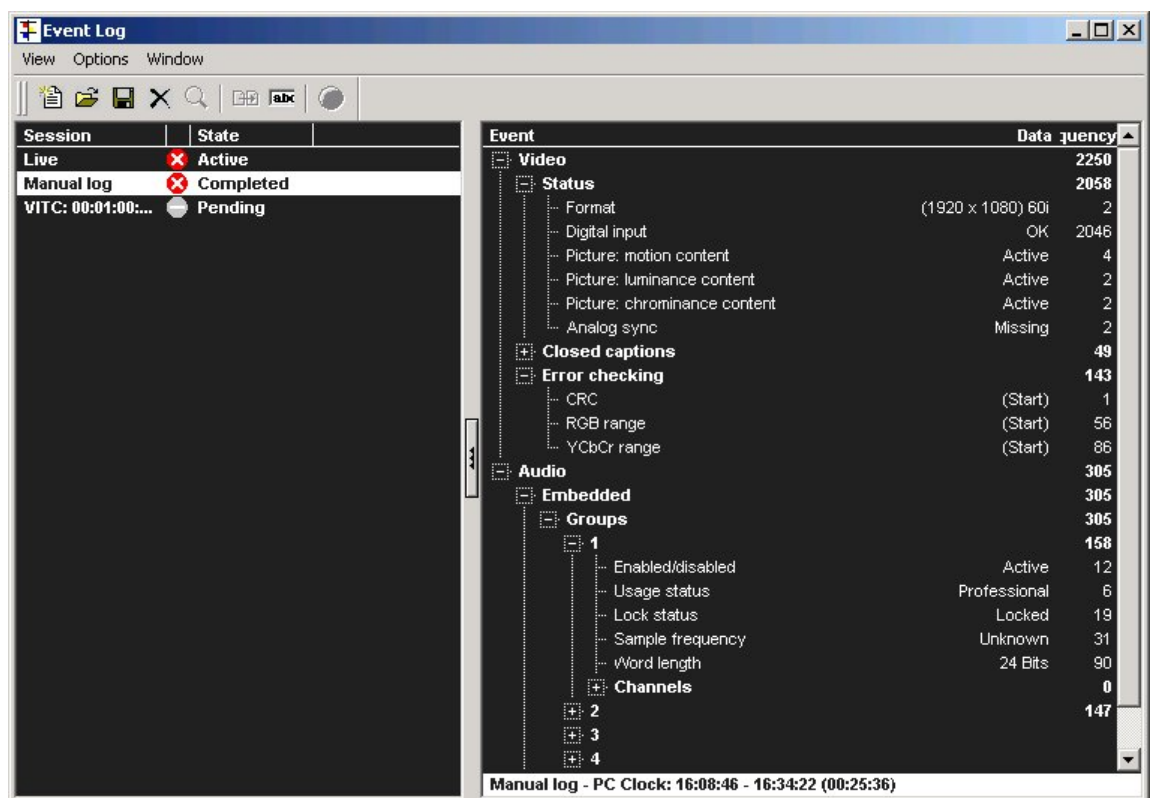 Event Log
View Options Window
abc
Session State
Live Active
Manual log Completed
VITC: 00:01:00:... Pending
Event Data quency
Video 2250
Status 2058
Format (1920 x 1080) 60i 2
Digital input OK 2046
Picture: motion content Active 4
Picture: luminance content Active 2
Picture: chrominance content Active 2
Analog sync Missing 2
Closed captions 49
Error checking 143
CRC (Start) 1
RGB range (Start) 56
YCbCr range (Start) 86
Audio 305
Embedded 305
Groups 305
1 158
Enabled/disabled Active 12
Usage status Professional 6
Lock status Locked 19
Sample frequency Unknown 31
Word length 24 Bits 90
Channels 0
2 147
3
4
Manual log - PC Clock: 16:08:46 - 16:34:22 (00:25:36)